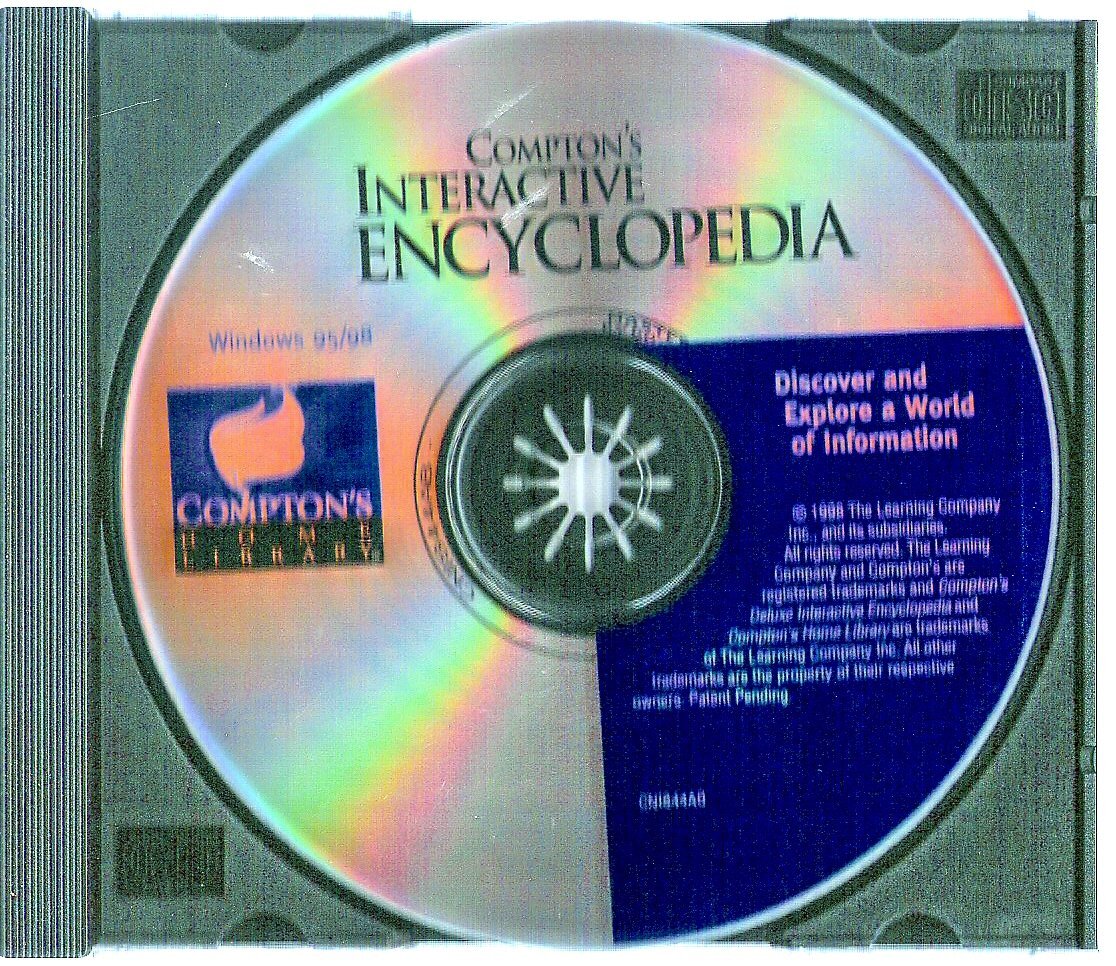 COMPTON'S
INTERACTIVE
ENCYCLOPEDIA
Windows 95/98
COMPTON'S
HOME
LIBRARY
Discover and
Explore a World
of Information
© 1998 The Learning Company
Inc., and its subsidiaries.
All rights reserved. The Learning
Company and Compton's are
registered trademarks and Compton's
Deluxe Interactive Encyclopedia and
Compton's Home Library are trademarks
of The Learning Company Inc. All other
trademarks are the property of their respective
owners. Patent Pending